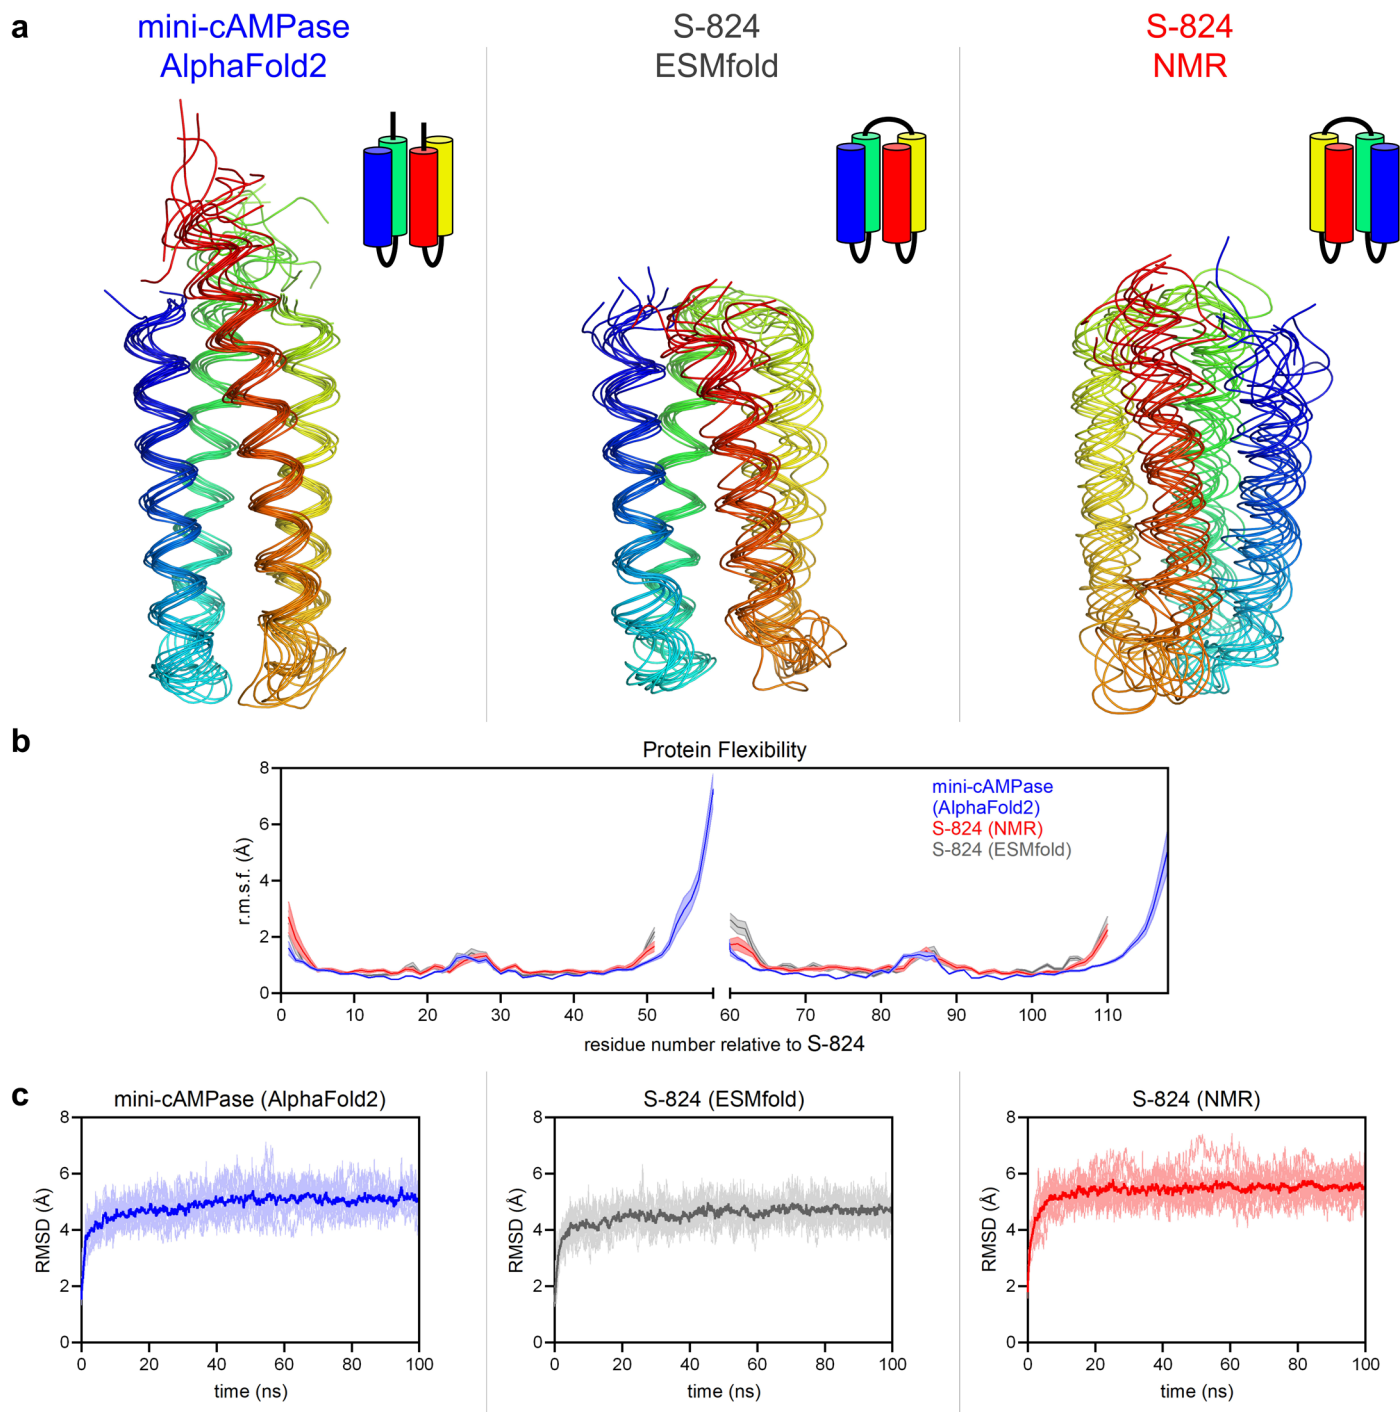 a
mini-cAMPase
AlphaFold2
S-824
ESMfold
S-824
NMR
b
Protein Flexibility
8
6
4
2
0
r.m.s.f. (Å)
mini-cAMPase
(AlphaFold2)
S-824 (NMR)
S-824 (ESMfold)
0 10 20 30 40 50 60 70 80 90 100 110
residue number relative to S-824
c
mini-cAMPase (AlphaFold2)
8
6
4
2
0
RMSD (Å)
0 20 40 60 80 100
time (ns)
S-824 (ESMfold)
8
6
4
2
0
RMSD (Å)
0 20 40 60 80 100
time (ns)
S-824 (NMR)
8
6
4
2
0
RMSD (Å)
0 20 40 60 80 100
time (ns)